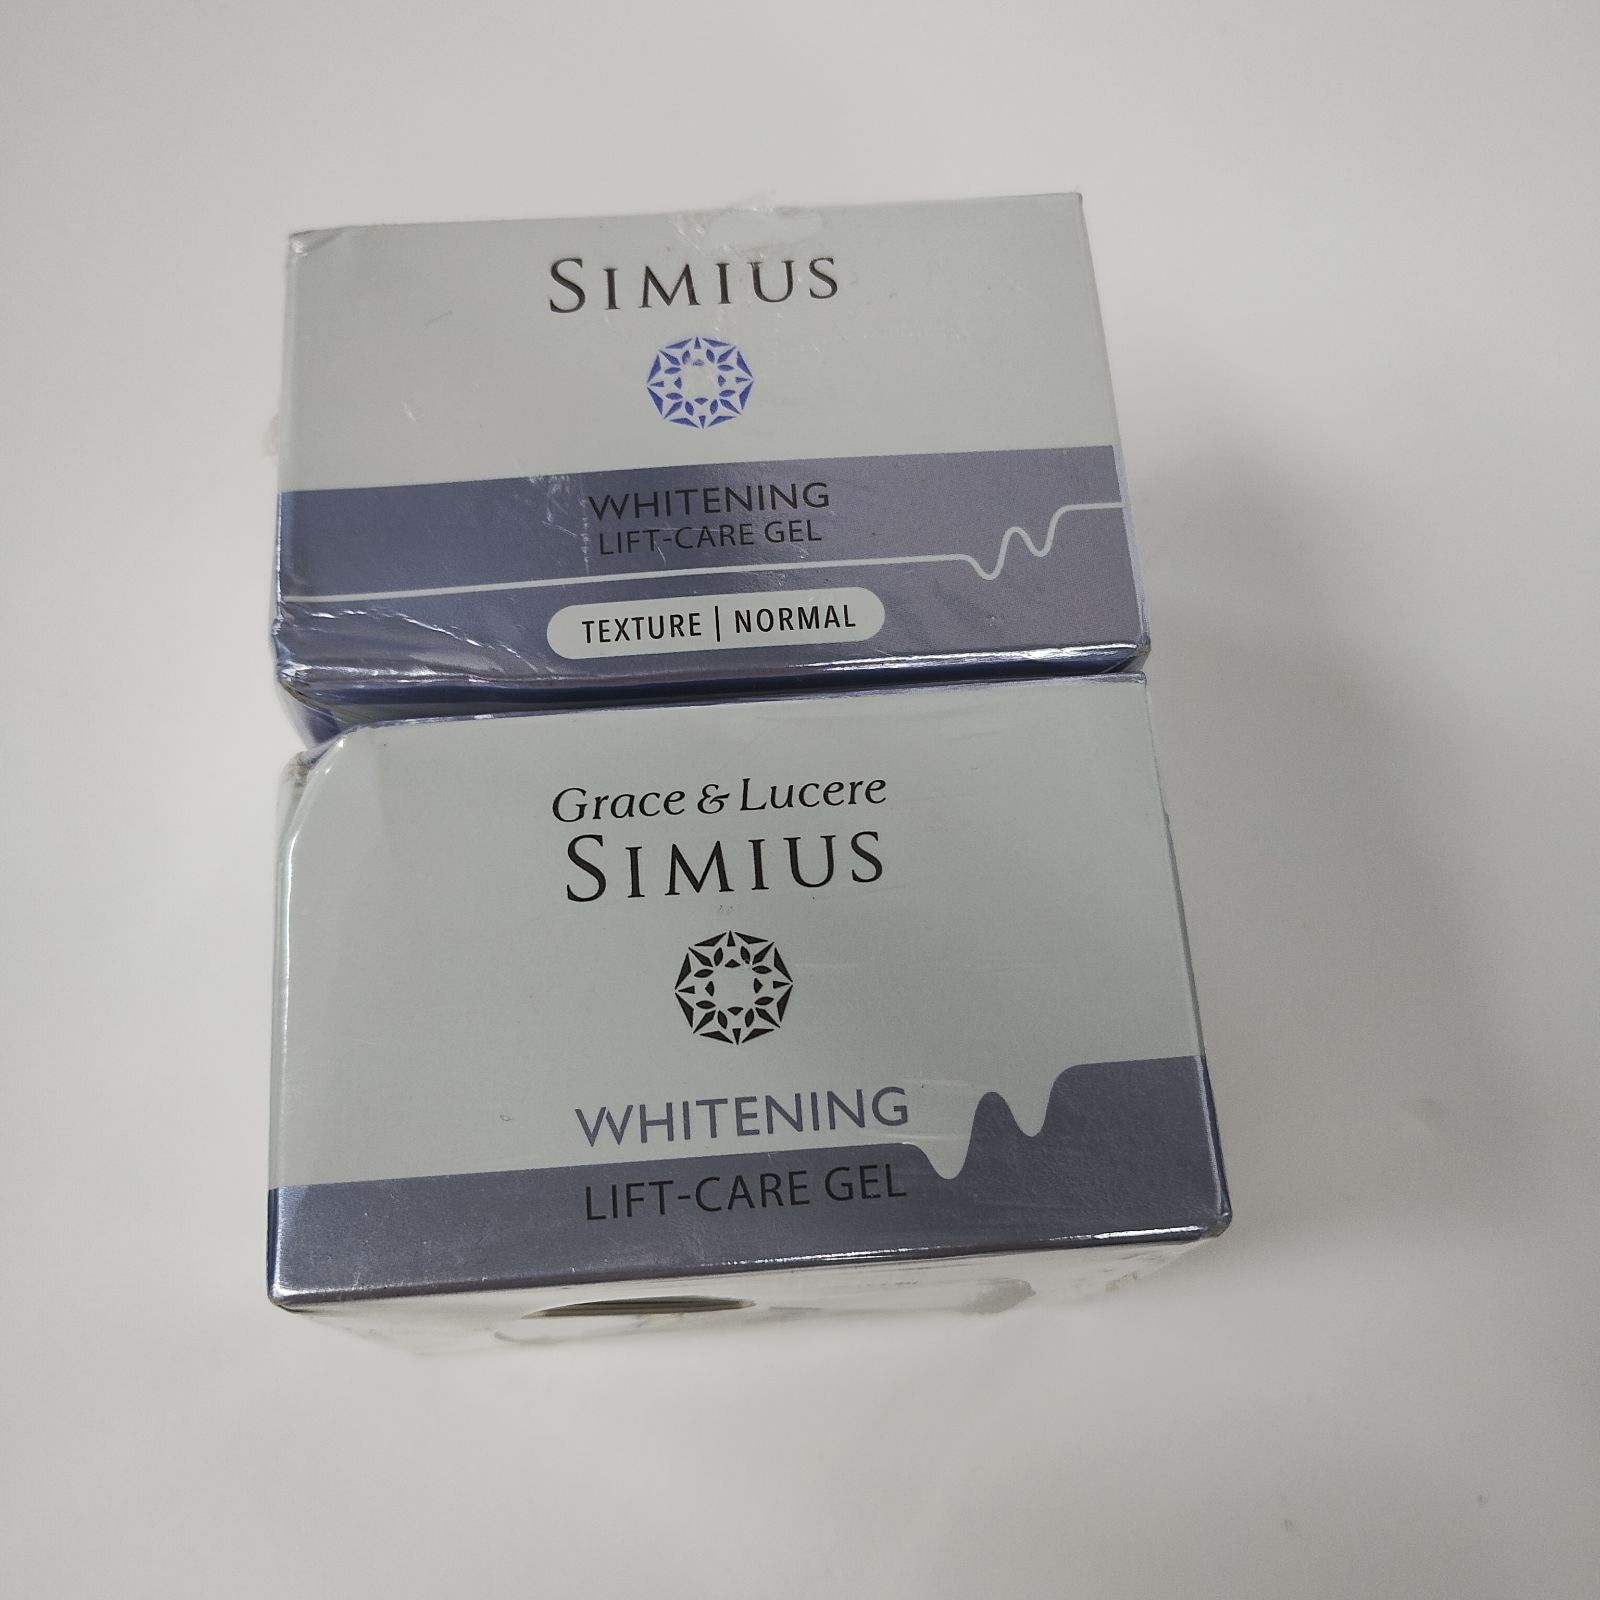 SIMIUS
WHITENING
LIFT-CARE GEL
TEXTURE | NORMAL
Grace & Lucere
SIMIUS
WHITENING
LIFT-CARE GEL